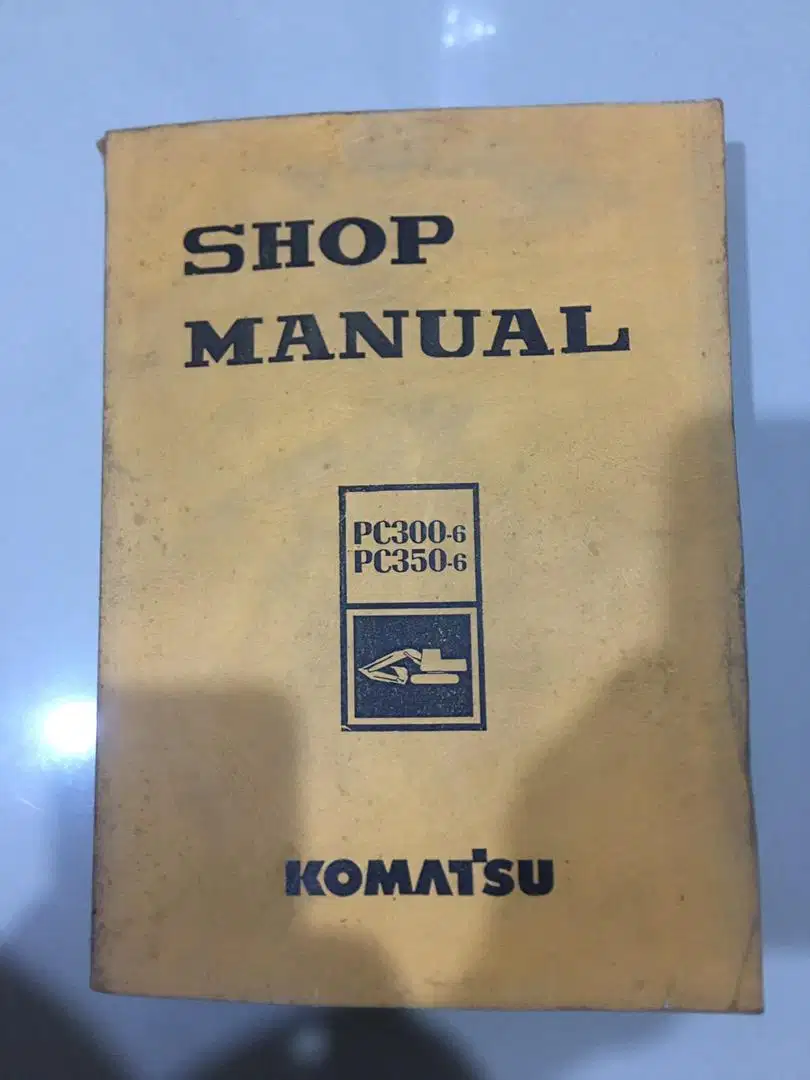 SHOP
MANUAL
PC300-6
PC350-6
KOMATSU